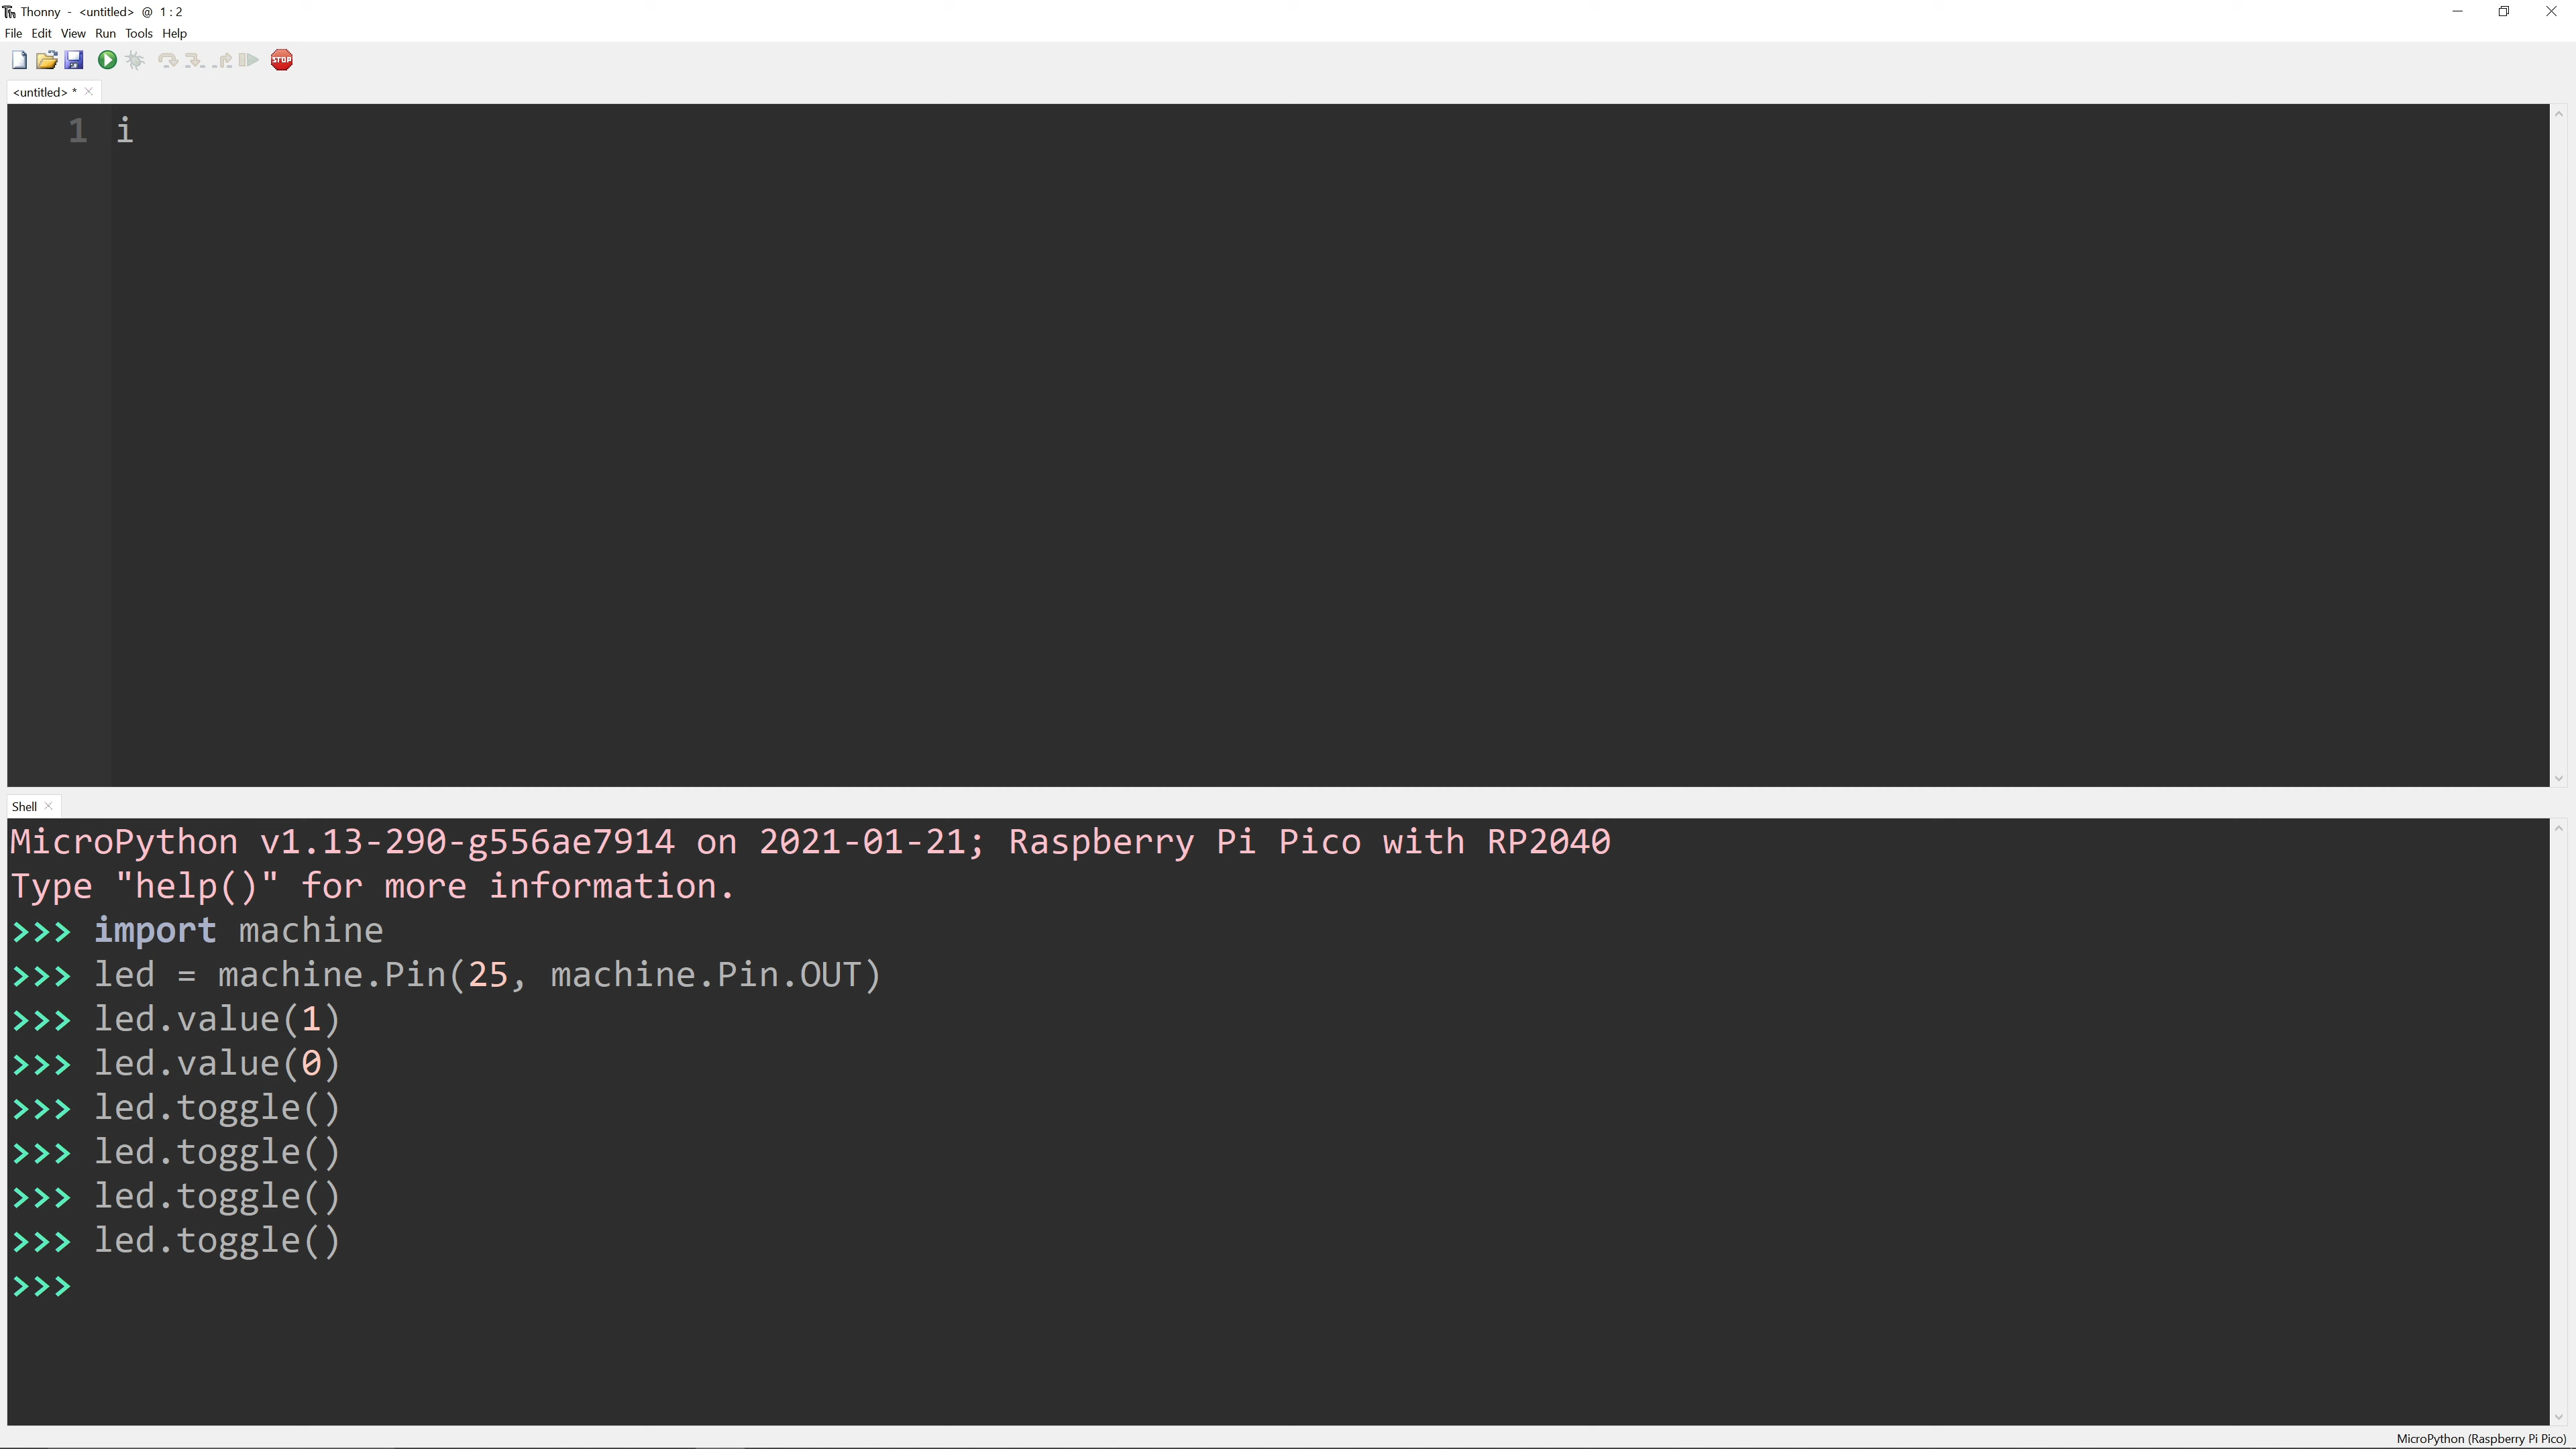 Thonny - <untitled> @ 1 : 2
File Edit View Run Tools Help
STOP
<untitled> *
1 i
Shell
MicroPython v1.13-290-g556ae7914 on 2021-01-21; Raspberry Pi Pico with RP2040
Type "help()" for more information.
>>> import machine
>>> led = machine.Pin(25, machine.Pin.OUT)
>>> led.value(1)
>>> led.value(0)
>>> led.toggle()
>>> led.toggle()
>>> led.toggle()
>>> led.toggle()
>>>
MicroPython (Raspberry Pi Pico)